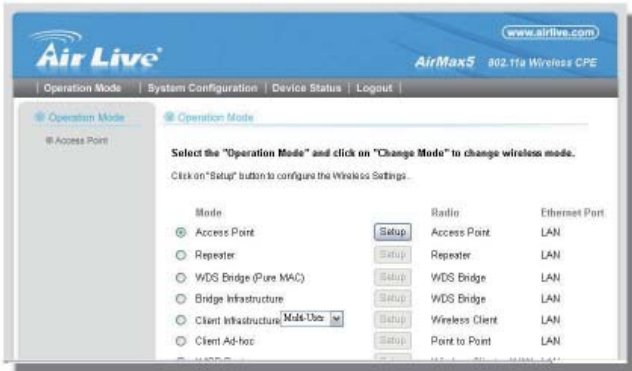 www.airlive.com
Air Live
AirMax5 802.11a Wireless CPE
Operation Mode | System Configuration | Device Status | Logout |
Operation Mode
Access Point
Operation Mode
Select the "Operation Mode" and click on "Change Mode" to change wireless mode.
Click on "Setup" button to configure the Wireless Settings.
Mode Radio Ethernet Port
Access Point Setup Access Point LAN
Repeater Setup Repeater LAN
WDS Bridge (Pure MAC) Setup WDS Bridge LAN
Bridge Infrastructure Setup WDS Bridge LAN
Client Infrastructure Multi-User Setup Wireless Client LAN
Client Ad-hoc Setup Point to Point LAN